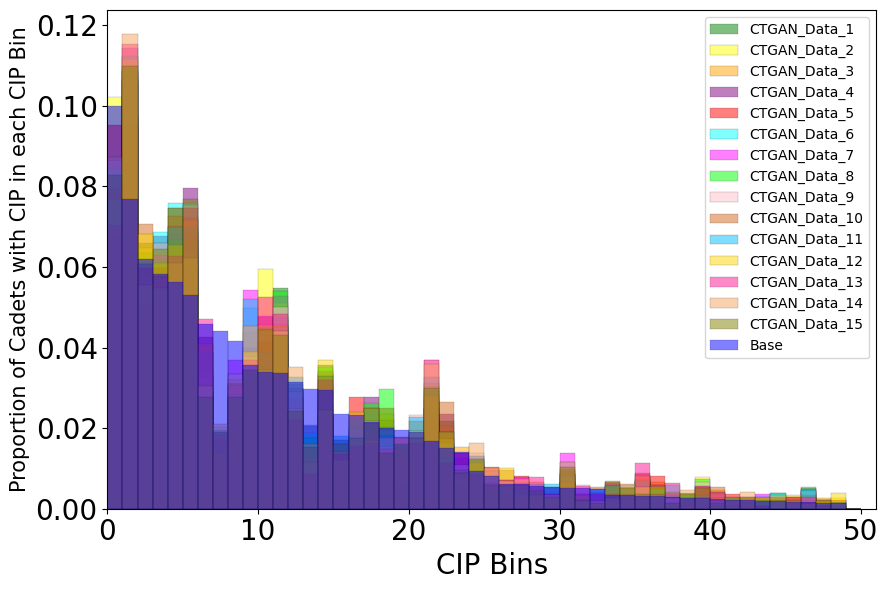 Proportion of Cadets with CIP in each CIP Bin
0.12
0.10
0.08
0.06
0.04
0.02
0.00
0
10
20
30
40
50
CIP Bins
CTGAN_Data_1
CTGAN_Data_2
CTGAN_Data_3
CTGAN_Data_4
CTGAN_Data_5
CTGAN_Data_6
CTGAN_Data_7
CTGAN_Data_8
CTGAN_Data_9
CTGAN_Data_10
CTGAN_Data_11
CTGAN_Data_12
CTGAN_Data_13
CTGAN_Data_14
CTGAN_Data_15
Base